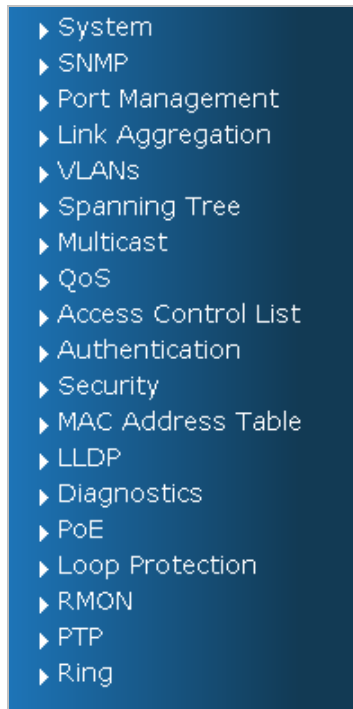 System
SNMP
Port Management
Link Aggregation
VLANs
Spanning Tree
Multicast
QoS
Access Control List
Authentication
Security
MAC Address Table
LLDP
Diagnostics
PoE
Loop Protection
RMON
PTP
Ring